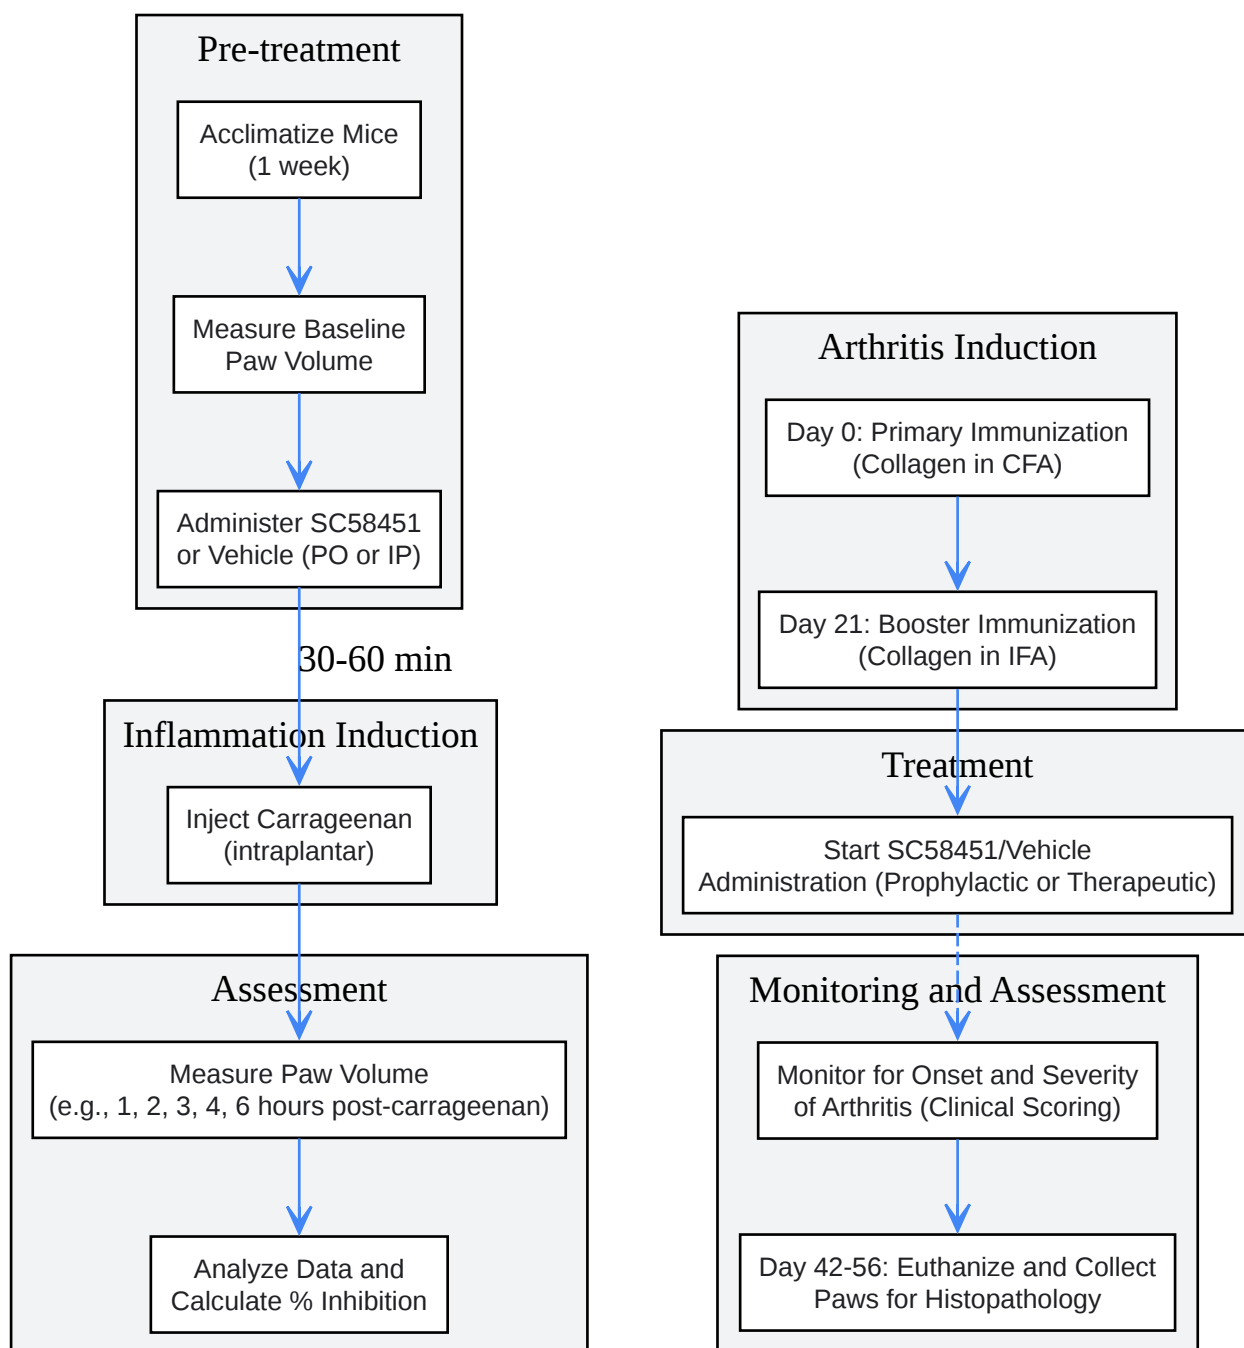 Pre-treatment
Acclimatize Mice
(1 week)
Measure Baseline
Paw Volume
Administer SC58451
or Vehicle (PO or IP)
30-60 min
Inflammation Induction
Inject Carrageenan
(intraplantar)
Assessment
Measure Paw Volume
(e.g., 1, 2, 3, 4, 6 hours post-carrageenan)
Analyze Data and
Calculate % Inhibition
Arthritis Induction
Day 0: Primary Immunization
(Collagen in CFA)
Day 21: Booster Immunization
(Collagen in IFA)
Treatment
Start SC58451/Vehicle
Administration (Prophylactic or Therapeutic)
Monitoring and Assessment
Monitor for Onset and Severity
of Arthritis (Clinical Scoring)
Day 42-56: Euthanize and Collect
Paws for Histopathology